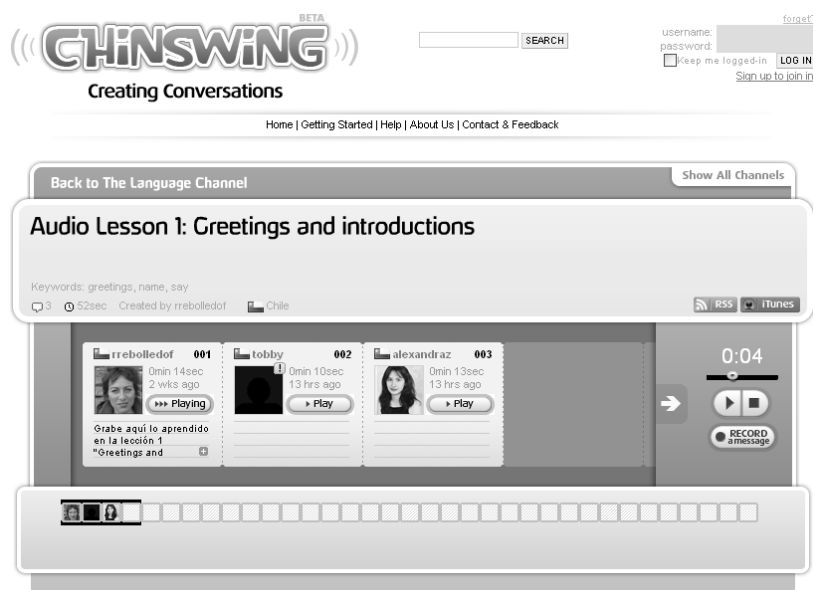 BETA
CHiNSWiNG
Creating Conversations
SEARCH
forget?
username:
password:
Keep me logged-in LOG IN
Sign up to join in
Home | Getting Started | Help | About Us | Contact & Feedback
Back to The Language Channel
Show All Channels
Audio Lesson 1: Greetings and introductions
Keywords: greetings, name, say
3 52sec Created by rrebolledof Chile
RSS iTunes
rrebolledof 001
0min 14sec
2 wks ago
Playing
Grabe aquí lo aprendido
en la lección 1
"Greetings and
tobby 002
!
0min 10sec
13 hrs ago
Play
alexandraz 003
0min 13sec
13 hrs ago
Play
0:04
RECORD
a message